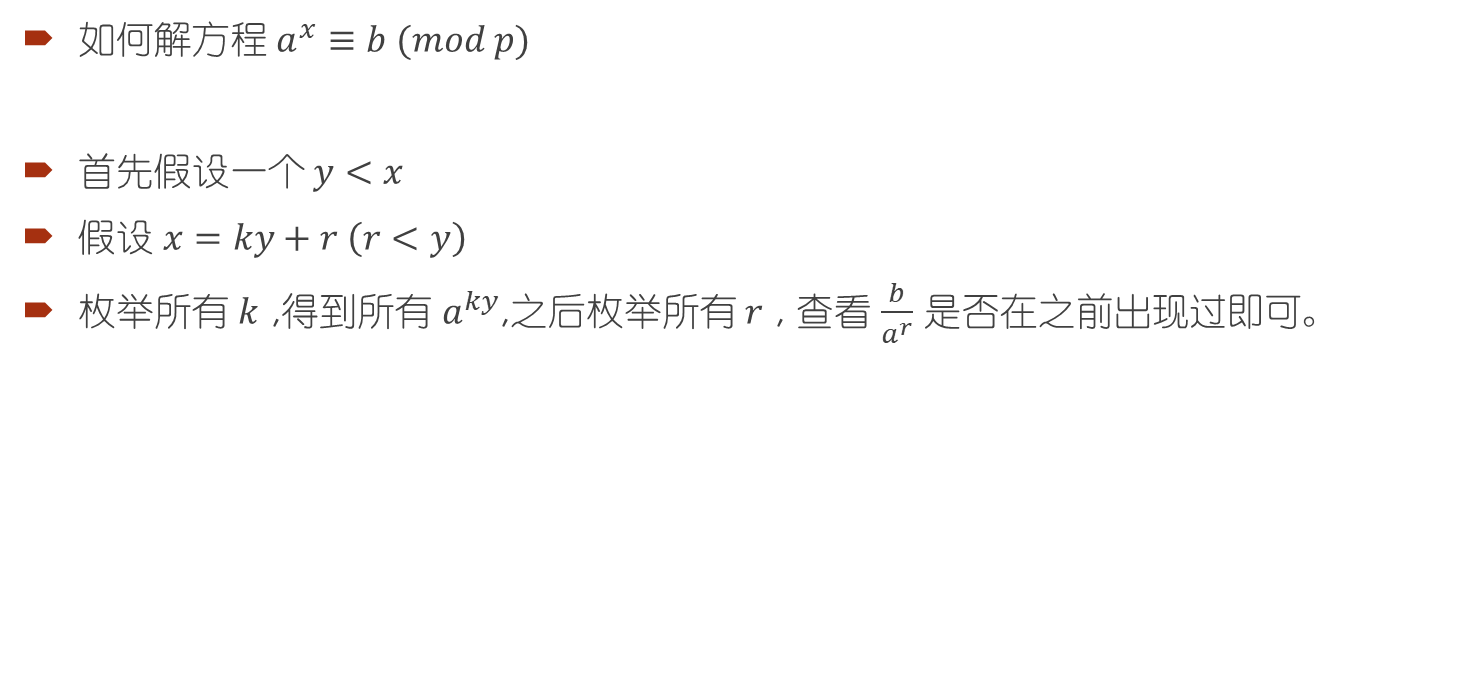 如何解方程 $a^x \equiv b \ (mod \ p)$
首先假设一个 $y < x$
假设 $x = ky + r \ (r < y)$
枚举所有 $k$ ,得到所有 $a^{ky}$,之后枚举所有 $r$ , 查看 $\frac{b}{a^r}$ 是否在之前出现过即可。